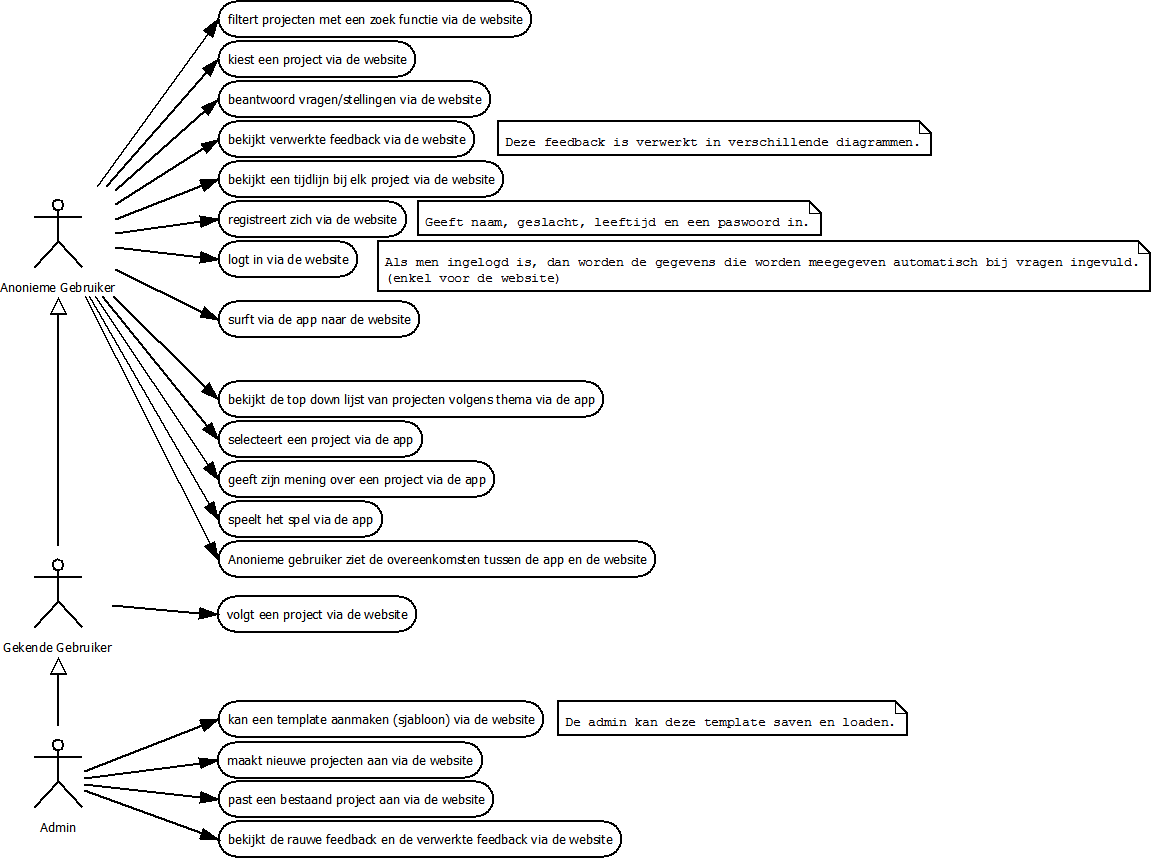 filtert projecten met een zoek functie via de website
kiest een project via de website
beantwoord vragen/stellingen via de website
bekijkt verwerkte feedback via de website
Deze feedback is verwerkt in verschillende diagrammen.
bekijkt een tijdlijn bij elk project via de website
registreert zich via de website
Geeft naam, geslacht, leeftijd en een paswoord in.
logt in via de website
Als men ingelogd is, dan worden de gegevens die worden meegegeven automatisch bij vragen ingevuld.
(enkel voor de website)
Anonieme Gebruiker
surft via de app naar de website
bekijkt de top down lijst van projecten volgens thema via de app
selecteert een project via de app
geeft zijn mening over een project via de app
speelt het spel via de app
Anonieme gebruiker ziet de overeenkomsten tussen de app en de website
volgt een project via de website
Gekende Gebruiker
kan een template aanmaken (sjabloon) via de website
De admin kan deze template saven en loaden.
maakt nieuwe projecten aan via de website
past een bestaand project aan via de website
Admin
bekijkt de rauwe feedback en de verwerkte feedback via de website